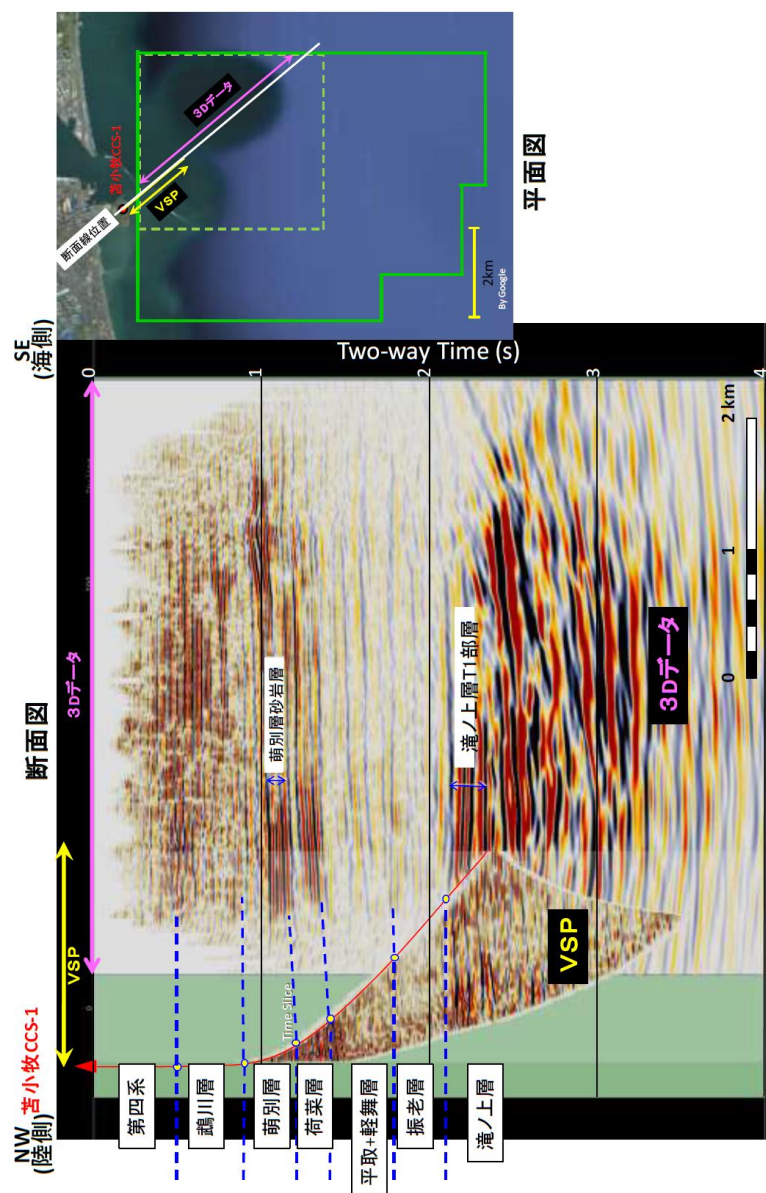 断面図
NW
(陸側)
苫小牧CCS-1
VSP
3Dデータ
SE
(海側)
第四系
鵡川層
萌別層
荷菜層
平取+軽舞層
振老層
滝ノ上層
Time Slice
萌別層砂岩層
滝ノ上層T1部層
VSP
3Dデータ
0
1
2
3
4
Two-way Time (s)
0
1
2 km
平面図
断面線位置
苫小牧CCS-1
VSP
3Dデータ
2km
By Google